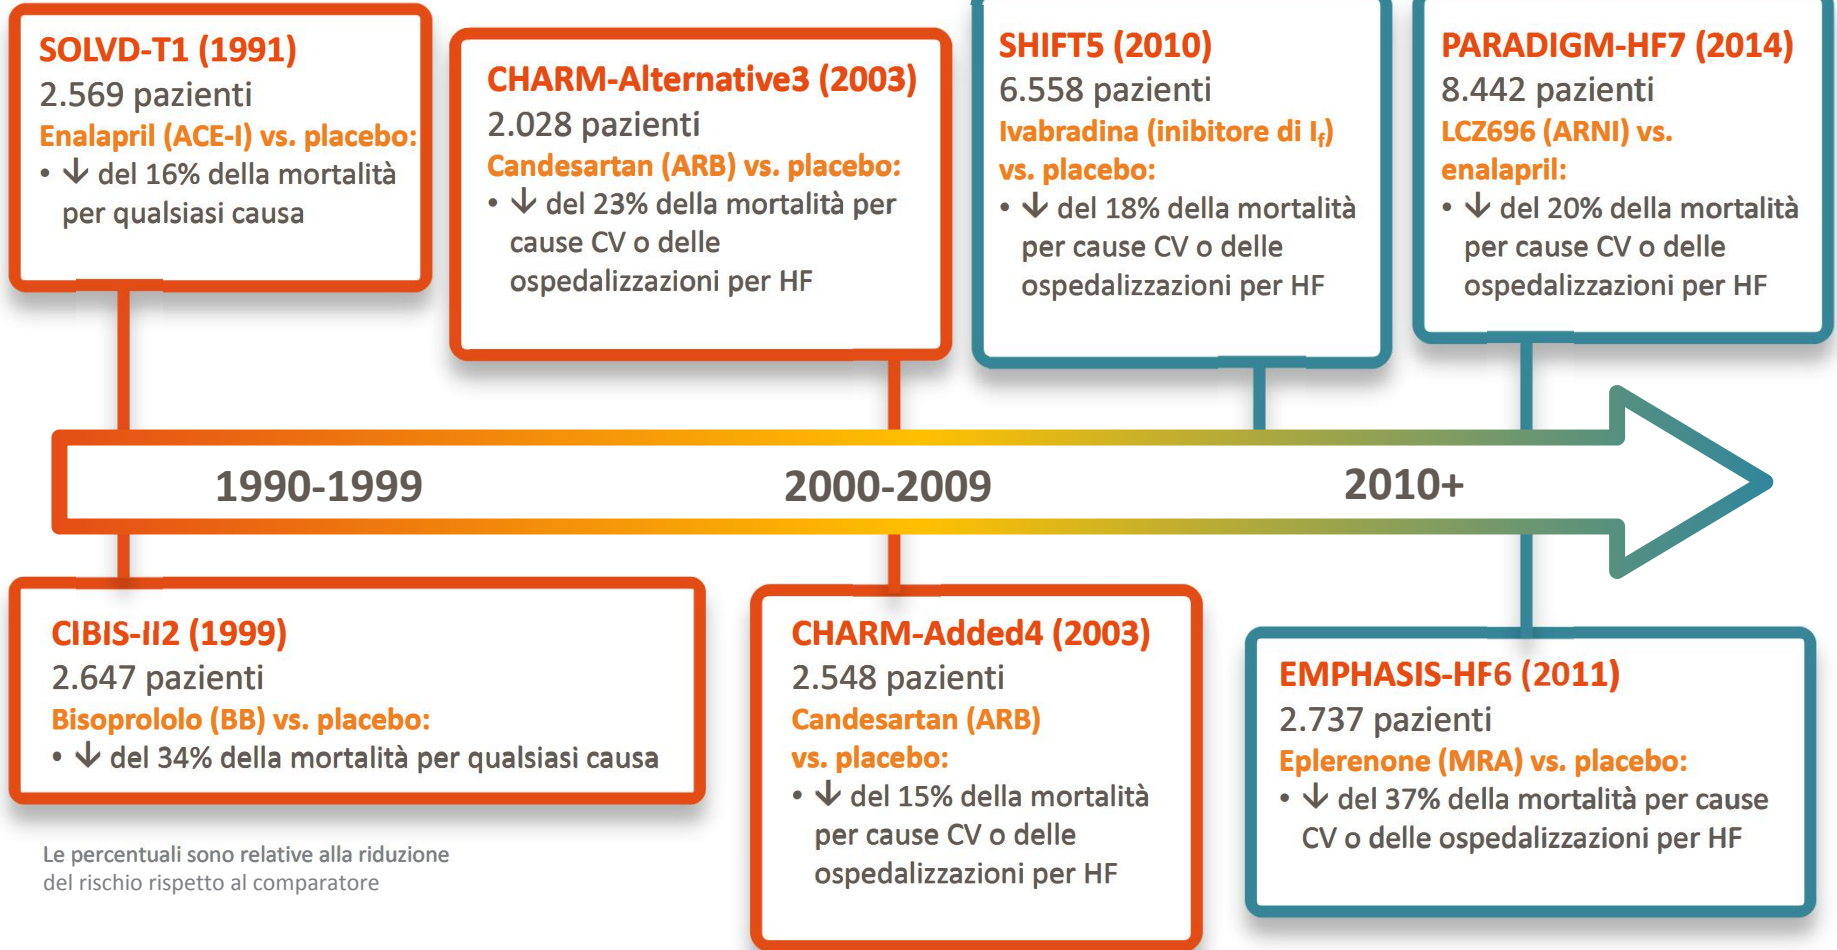 SOLVD-T1 (1991)
2.569 pazienti
Enalapril (ACE-I) vs. placebo:
• ↓ del 16% della mortalità
per qualsiasi causa
CHARM-Alternative3 (2003)
2.028 pazienti
Candesartan (ARB) vs. placebo:
• ↓ del 23% della mortalità per
cause CV o delle
ospedalizzazioni per HF
SHIFT5 (2010)
6.558 pazienti
Ivabradina (inibitore di If)
vs. placebo:
• ↓ del 18% della mortalità
per cause CV o delle
ospedalizzazioni per HF
PARADIGM-HF7 (2014)
8.442 pazienti
LCZ696 (ARNI) vs.
enalapril:
• ↓ del 20% della mortalità
per cause CV o delle
ospedalizzazioni per HF
1990-1999
2000-2009
2010+
CIBIS-II2 (1999)
2.647 pazienti
Bisoprololo (BB) vs. placebo:
• ↓ del 34% della mortalità per qualsiasi causa
CHARM-Added4 (2003)
2.548 pazienti
Candesartan (ARB)
vs. placebo:
• ↓ del 15% della mortalità
per cause CV o delle
ospedalizzazioni per HF
EMPHASIS-HF6 (2011)
2.737 pazienti
Eplerenone (MRA) vs. placebo:
• ↓ del 37% della mortalità per cause
CV o delle ospedalizzazioni per HF
Le percentuali sono relative alla riduzione
del rischio rispetto al comparatore